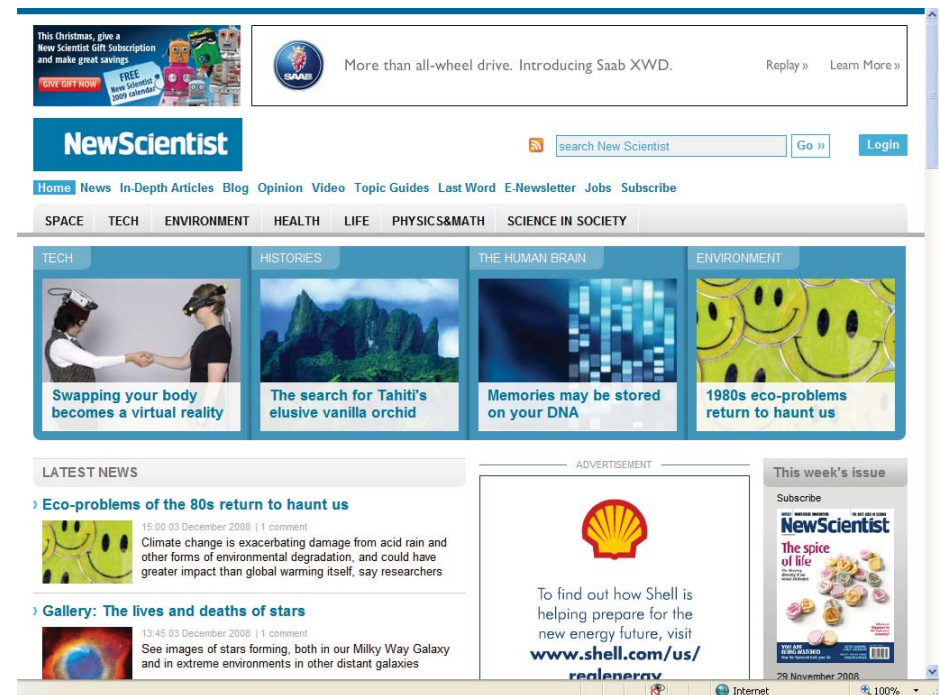 This Christmas, give a
New Scientist Gift Subscription
and make great savings
GIVE GIFT NOW
FREE
New Scientist
2009 calendar
SAAB
More than all-wheel drive. Introducing Saab XWD.
Replay »
Learn More »
NewScientist
search New Scientist
Go »
Login
Home News In-Depth Articles Blog Opinion Video Topic Guides Last Word E-Newsletter Jobs Subscribe
SPACE TECH ENVIRONMENT HEALTH LIFE PHYSICS&MATH SCIENCE IN SOCIETY
TECH
Swapping your body
becomes a virtual reality
HISTORIES
The search for Tahiti's
elusive vanilla orchid
THE HUMAN BRAIN
Memories may be stored
on your DNA
ENVIRONMENT
1980s eco-problems
return to haunt us
LATEST NEWS
› Eco-problems of the 80s return to haunt us
15:00 03 December 2008 | 1 comment
Climate change is exacerbating damage from acid rain and
other forms of environmental degradation, and could have
greater impact than global warming itself, say researchers
› Gallery: The lives and deaths of stars
13:45 03 December 2008 | 1 comment
See images of stars forming, both in our Milky Way Galaxy
and in extreme environments in other distant galaxies
ADVERTISEMENT
To find out how Shell is
helping prepare for the
new energy future, visit
www.shell.com/us/
realenergy
This week's issue
Subscribe
NewScientist
The spice
of life
YOU ARE
BEING WATCHED
29 November 2008
Internet
100%